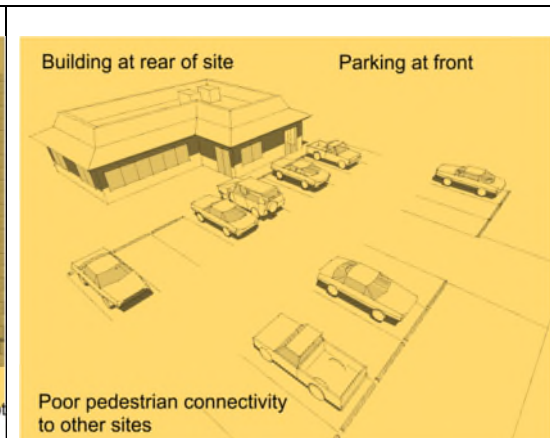 Building at rear of site
Parking at front
Poor pedestrian connectivity
to other sites